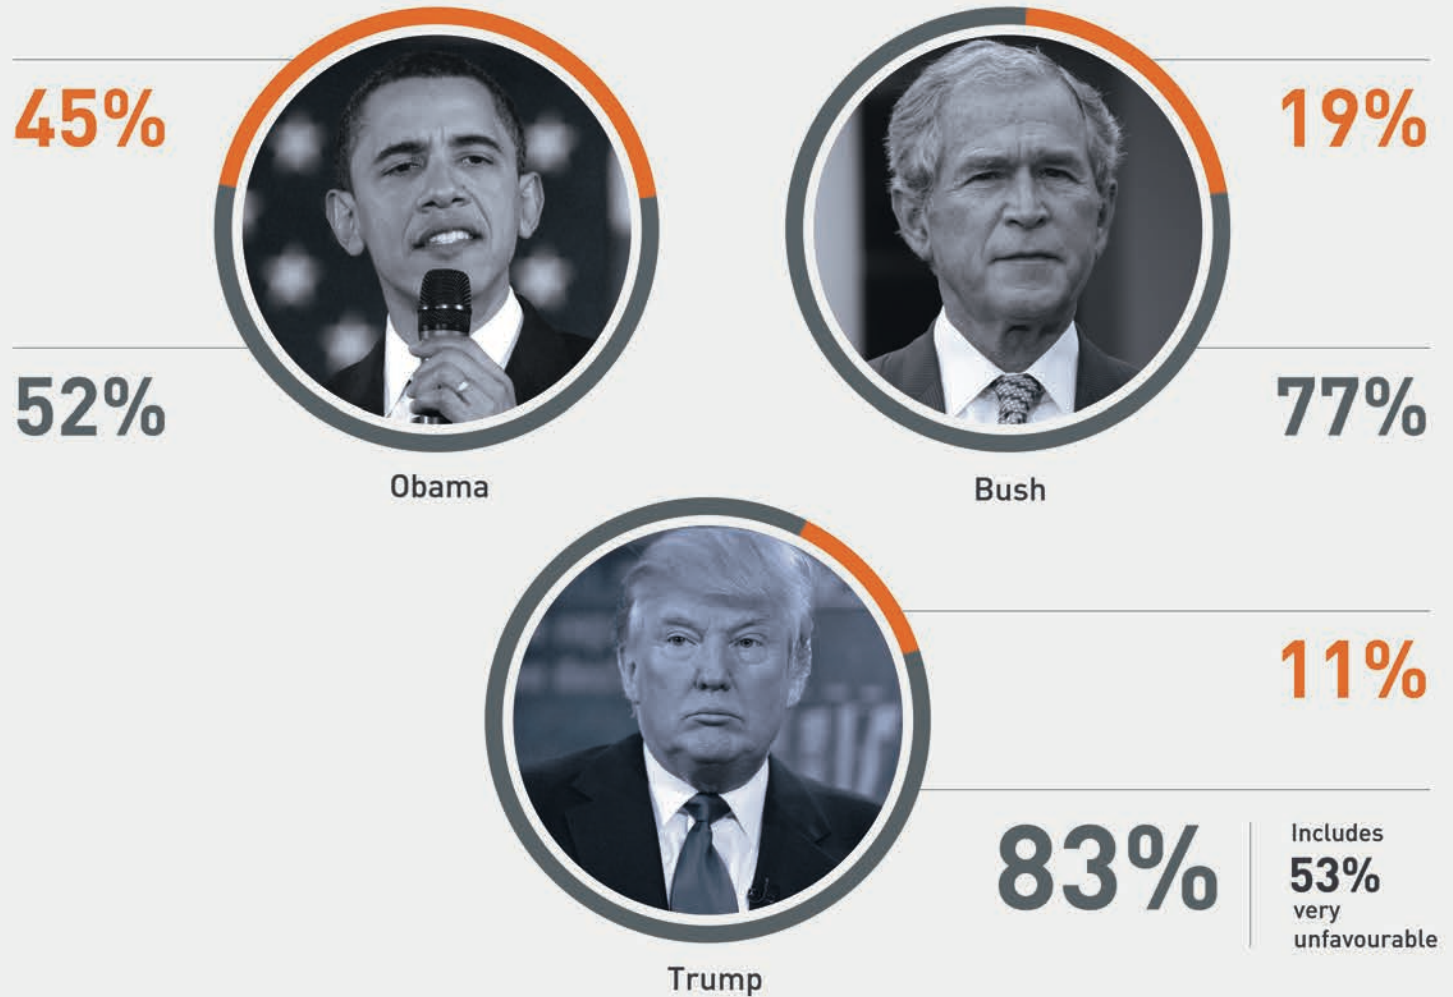 45%
52%
Obama
19%
77%
Bush
11%
83%
Includes
53%
very
unfavourable
Trump